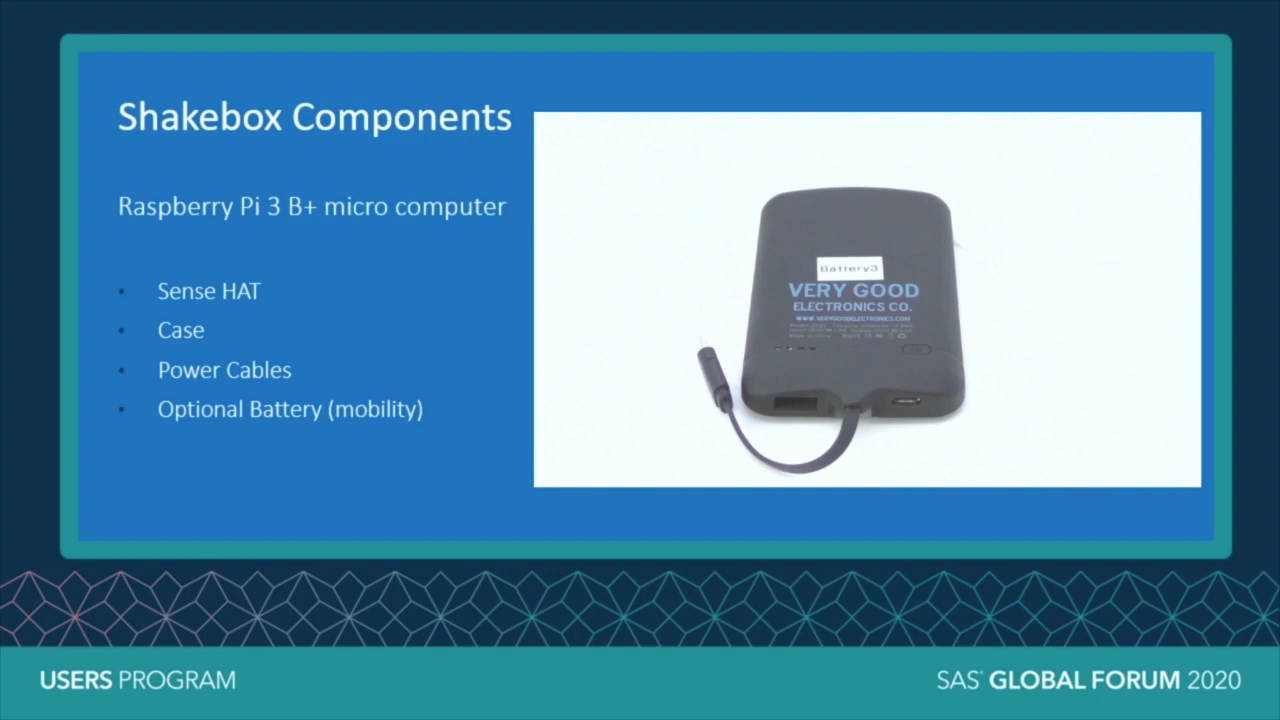 Shakebox Components
Raspberry Pi 3 B+ micro computer
• Sense HAT
• Case
• Power Cables
• Optional Battery (mobility)
Battery3
VERY GOOD
ELECTRONICS CO.
WWW.VERYGOODELECTRONICS.COM
USERS PROGRAM
SAS® GLOBAL FORUM 2020